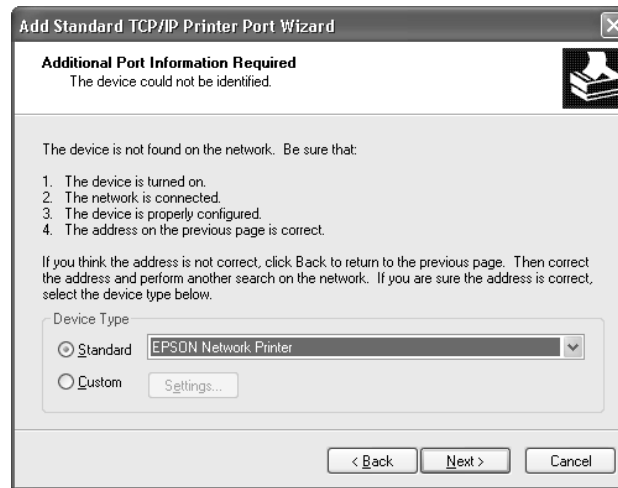 Add Standard TCP/IP Printer Port Wizard
Additional Port Information Required
The device could not be identified.
The device is not found on the network.  Be sure that:
1.  The device is turned on.
2.  The network is connected.
3.  The device is properly configured.
4.  The address on the previous page is correct.
If you think the address is not correct, click Back to return to the previous page.  Then correct
the address and perform another search on the network.  If you are sure the address is correct,
select the device type below.
Device Type
Standard
EPSON Network Printer
Custom
Settings...
< Back
Next >
Cancel